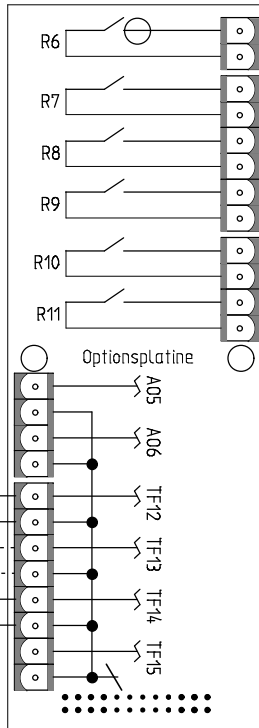 R6
R7
R8
R9
R10
R11
Optionsplatine
A05
A06
TF12
TF13
TF14
TF15